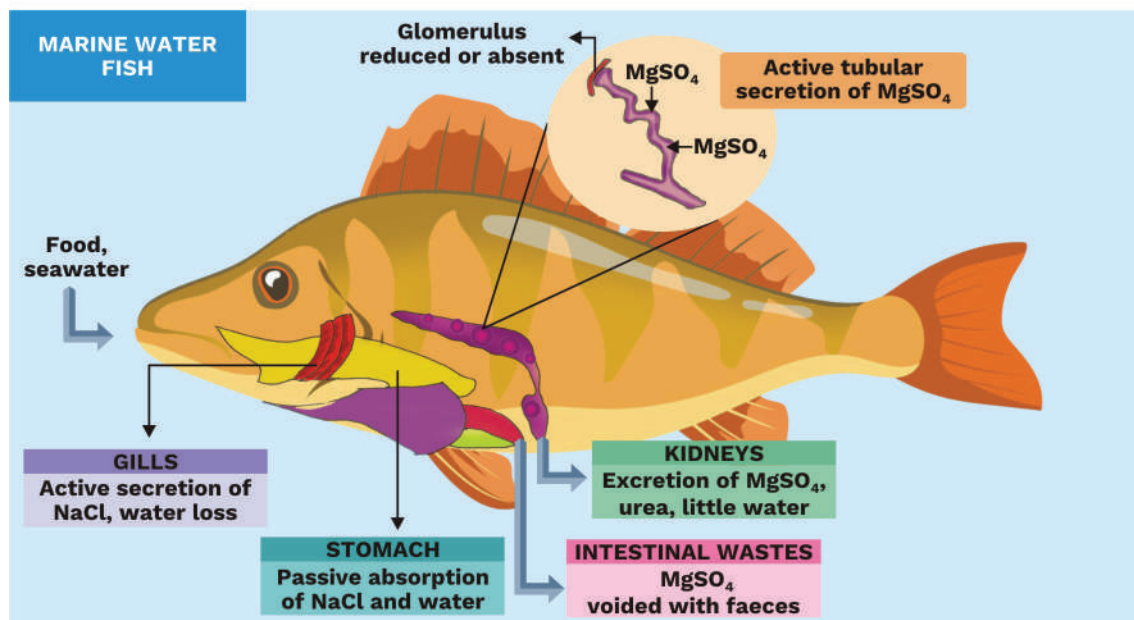 MARINE WATER
FISH
Glomerulus
reduced or absent
MgSO₄
MgSO₄
Active tubular
secretion of MgSO₄
Food,
seawater
GILLS
Active secretion of
NaCl, water loss
STOMACH
Passive absorption
of NaCl and water
KIDNEYS
Excretion of MgSO₄,
urea, little water
INTESTINAL WASTES
MgSO₄
voided with faeces